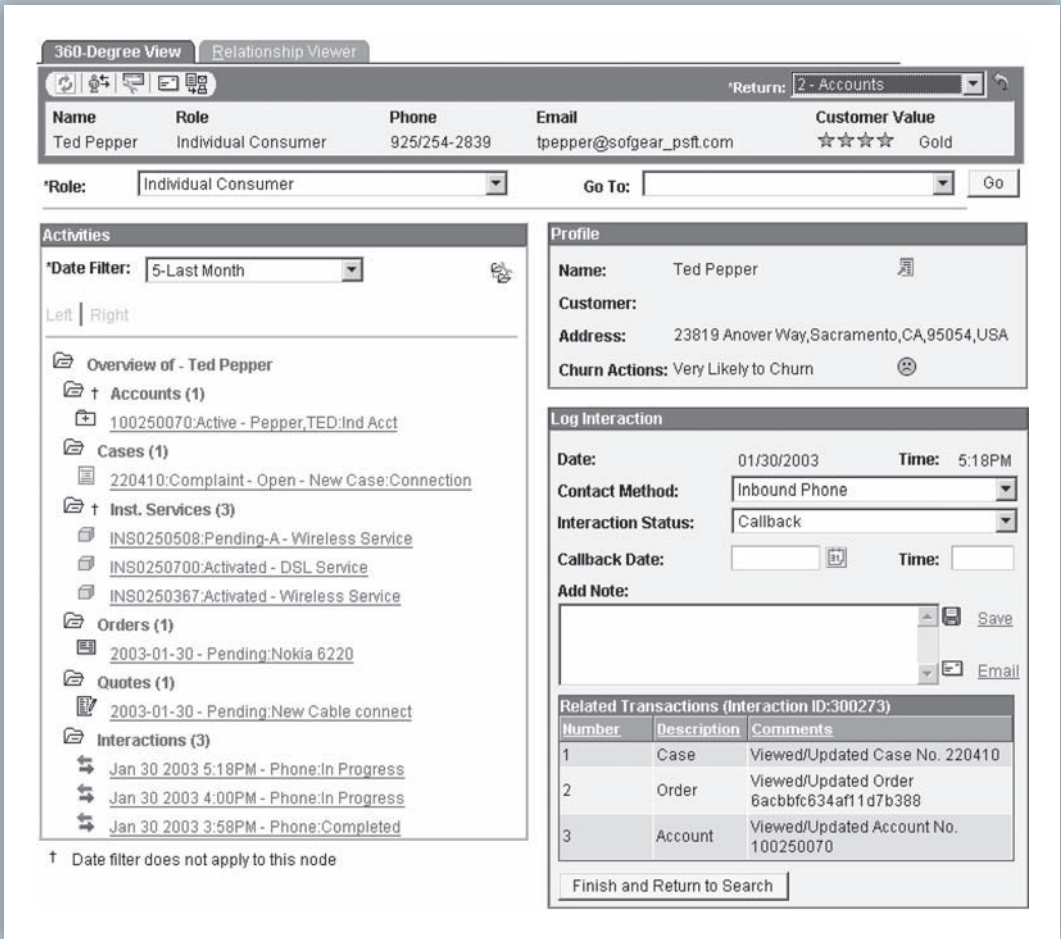 360-Degree View Relationship Viewer
*Return: 2 - Accounts
Name Role Phone Email Customer Value
Ted Pepper Individual Consumer 925/254-2839 tpepper@sofgear_psft.com Gold
*Role: Individual Consumer Go To: Go
Activities
*Date Filter: 5-Last Month
Left | Right
Overview of - Ted Pepper
† Accounts (1)
100250070:Active - Pepper,TED:Ind Acct
Cases (1)
220410:Complaint - Open - New Case:Connection
† Inst. Services (3)
INS0250508:Pending-A - Wireless Service
INS0250700:Activated - DSL Service
INS0250367:Activated - Wireless Service
Orders (1)
2003-01-30 - Pending:Nokia 6220
Quotes (1)
2003-01-30 - Pending:New Cable connect
Interactions (3)
Jan 30 2003 5:18PM - Phone:In Progress
Jan 30 2003 4:00PM - Phone:In Progress
Jan 30 2003 3:58PM - Phone:Completed
† Date filter does not apply to this node
Profile
Name: Ted Pepper
Customer:
Address: 23819 Anover Way,Sacramento,CA,95054,USA
Churn Actions: Very Likely to Churn
Log Interaction
Date: 01/30/2003 Time: 5:18PM
Contact Method: Inbound Phone
Interaction Status: Callback
Callback Date: 31 Time:
Add Note:
Save
Email
Related Transactions (Interaction ID:300273)
Number Description Comments
1 Case Viewed/Updated Case No. 220410
2 Order Viewed/Updated Order
6acbbfc634af11d7b388
3 Account Viewed/Updated Account No.
100250070
Finish and Return to Search